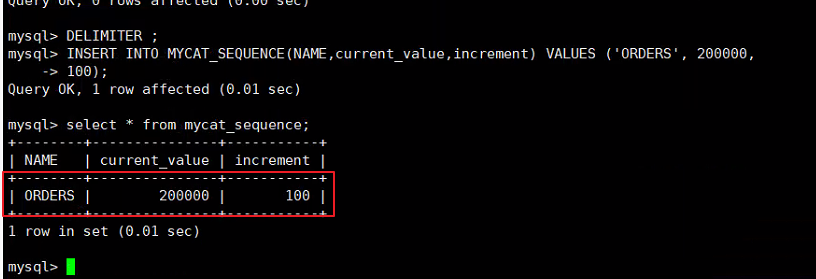 Query OK, 0 rows affected (0.00 sec)
mysql> DELIMITER ;
mysql> INSERT INTO MYCAT_SEQUENCE(NAME,current_value,increment) VALUES ('ORDERS', 200000,
    -> 100);
Query OK, 1 row affected (0.01 sec)
mysql> select * from mycat_sequence;
+--------+---------------+-----------+
| NAME   | current_value | increment |
+--------+---------------+-----------+
| ORDERS |        200000 |       100 |
+--------+---------------+-----------+
1 row in set (0.01 sec)
mysql>